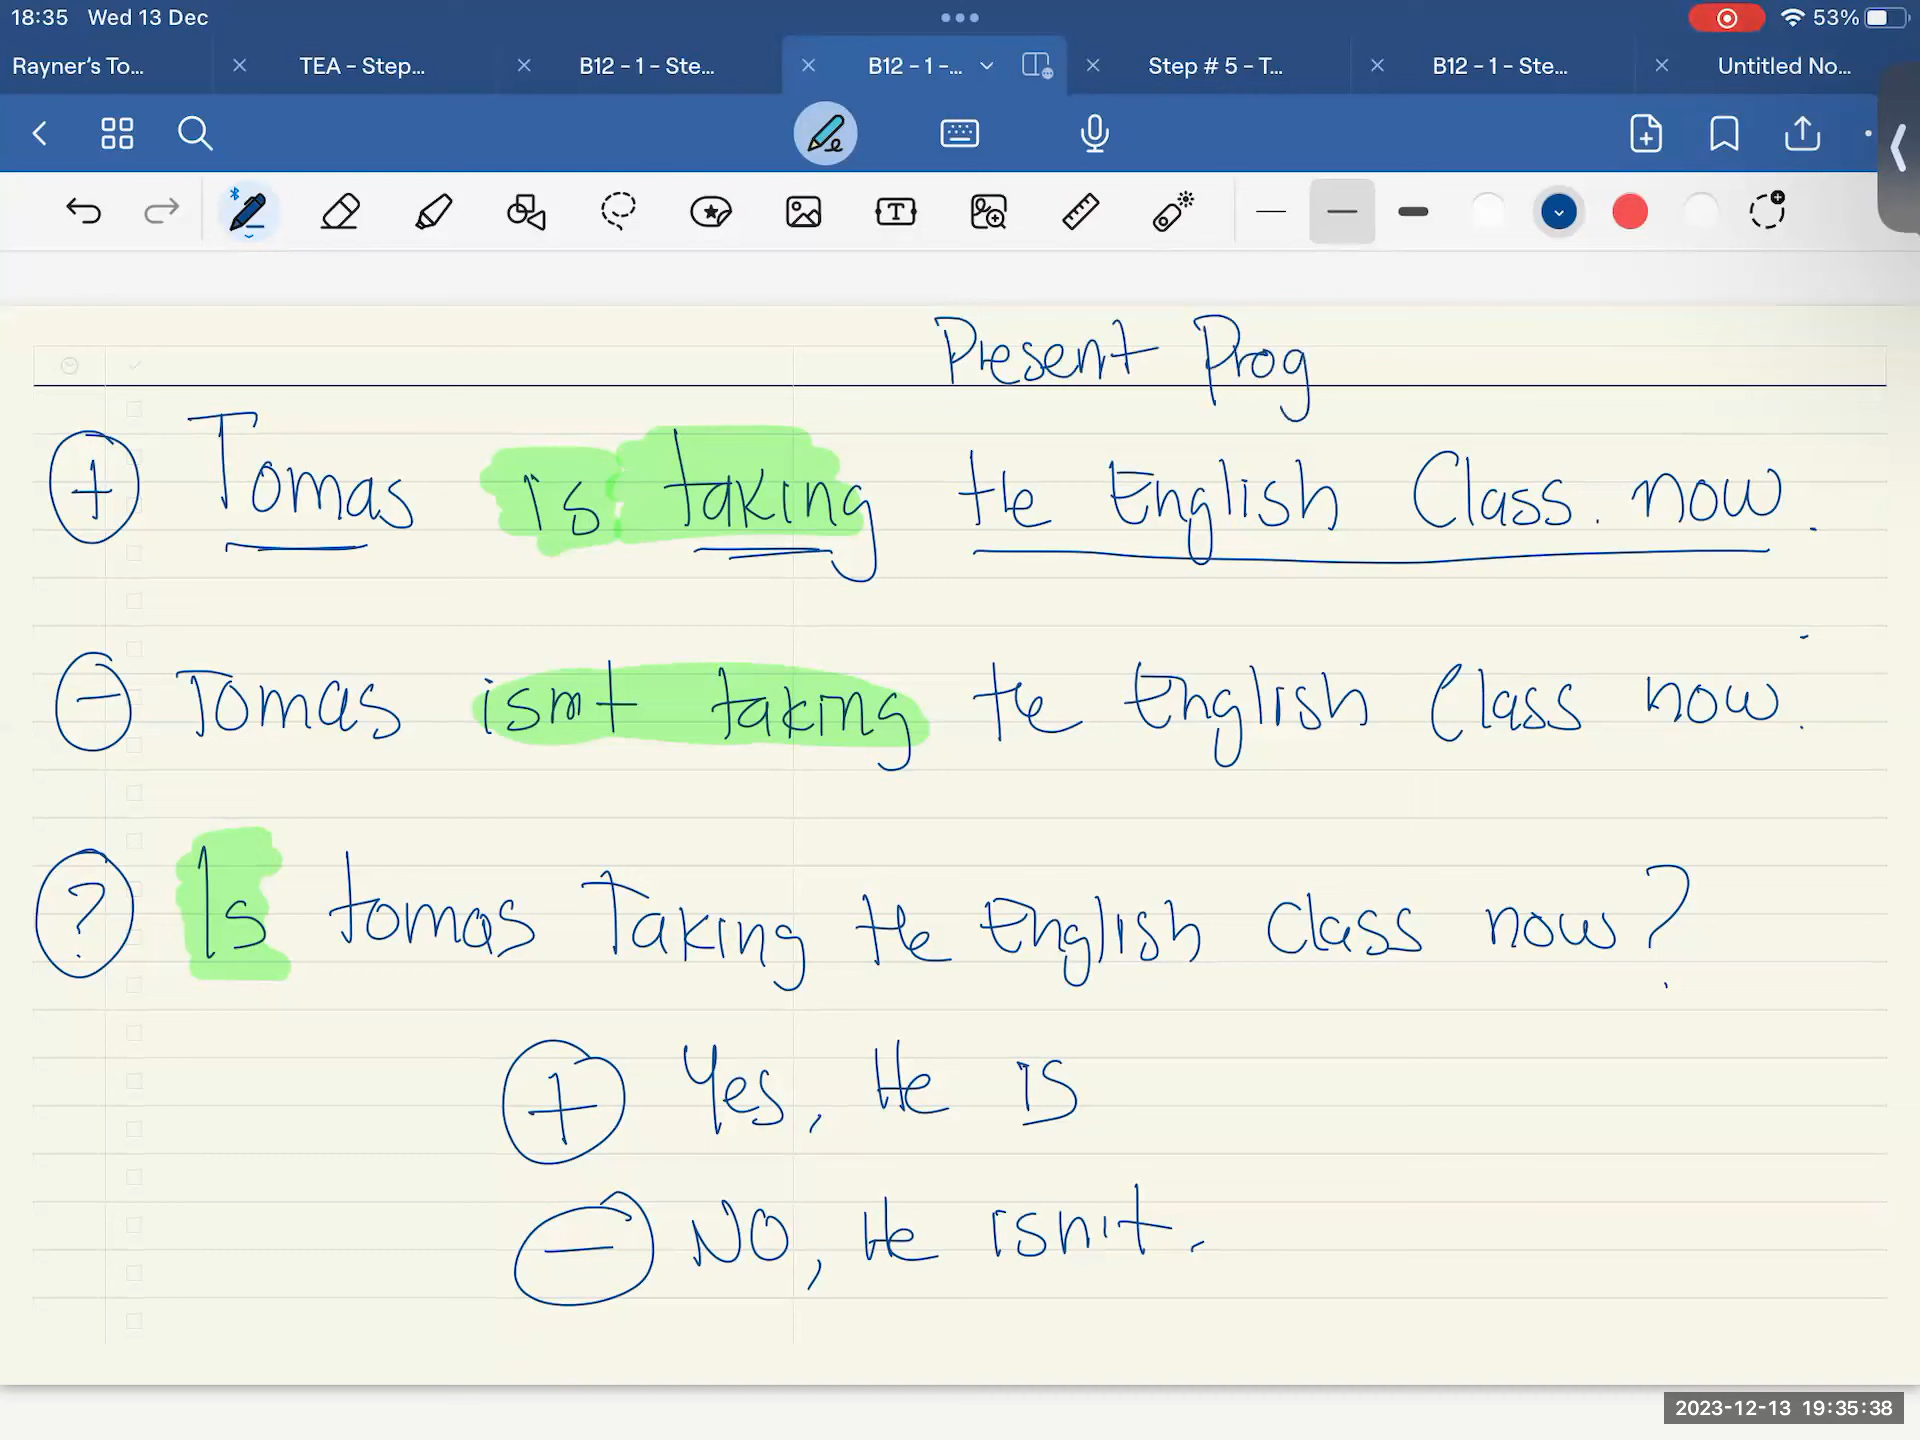 18:35 Wed 13 Dec
53%
Rayner's To...
TEA - Step...
B12 - 1 - Ste...
B12 - 1 -...
Step # 5 - T...
B12 - 1 - Ste...
Untitled No...
Present Prog
+ Tomas is taking the English Class. now.
- Tomas isn't taking the English Class now.
? Is tomas Taking the English Class now?
+ Yes, He is
- NO, He isn't.
2023-12-13 19:35:38